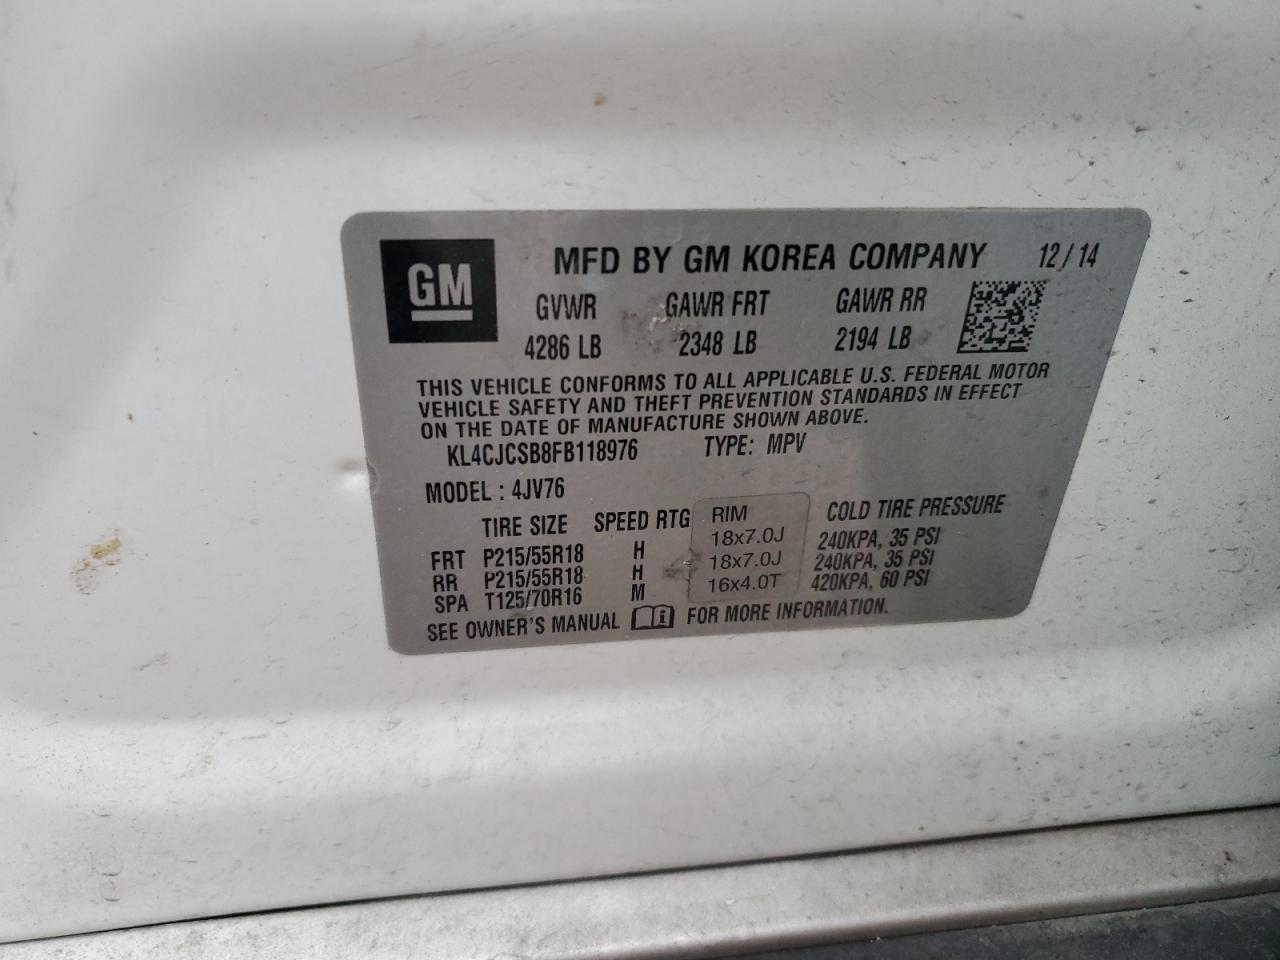 GM MFD BY GM KOREA COMPANY 12/14
GVWR GAWR FRT GAWR RR
4286 LB 2348 LB 2194 LB
THIS VEHICLE CONFORMS TO ALL APPLICABLE U.S. FEDERAL MOTOR
VEHICLE SAFETY AND THEFT PREVENTION STANDARDS IN EFFECT
ON THE DATE OF MANUFACTURE SHOWN ABOVE.
KL4CJCSB8FB118976 TYPE: MPV
MODEL : 4JV76
TIRE SIZE SPEED RTG RIM COLD TIRE PRESSURE
FRT P215/55R18 H 18x7.0J 240KPA, 35 PSI
RR P215/55R18 H 18x7.0J 240KPA, 35 PSI
SPA T125/70R16 M 16x4.0T 420KPA, 60 PSI
SEE OWNER'S MANUAL i FOR MORE INFORMATION.